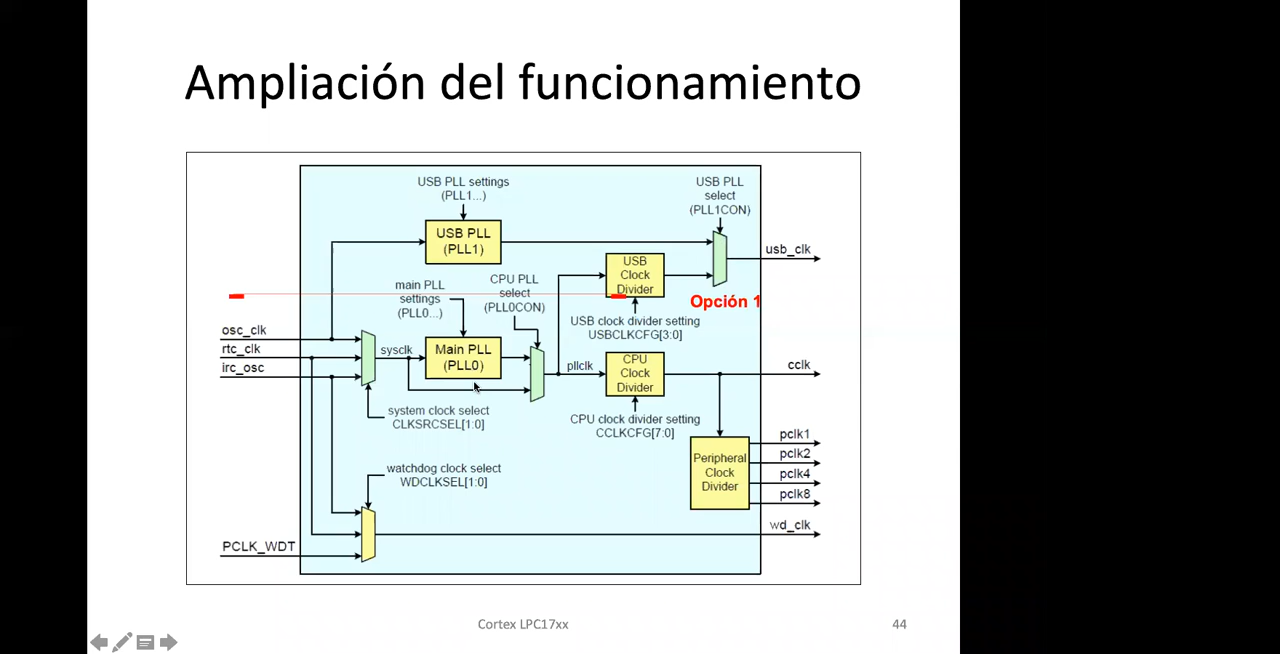 Ampliación del funcionamiento
USB PLL settings
(PLL1...)
USB PLL
select
(PLL1CON)
USB PLL
(PLL1)
usb_clk
USB
Clock
Divider
main PLL
settings
(PLL0...)
CPU PLL
select
(PLL0CON)
Opción 1
USB clock divider setting
USBCLKCFG[3:0]
osc_clk
rtc_clk
irc_osc
sysclk
Main PLL
(PLL0)
pllclk
CPU
Clock
Divider
cclk
system clock select
CLKSRCSEL[1:0]
CPU clock divider setting
CCLKCFG[7:0]
Peripheral
Clock
Divider
pclk1
pclk2
pclk4
pclk8
watchdog clock select
WDCLKSEL[1:0]
wd_clk
PCLK_WDT
Cortex LPC17xx
44